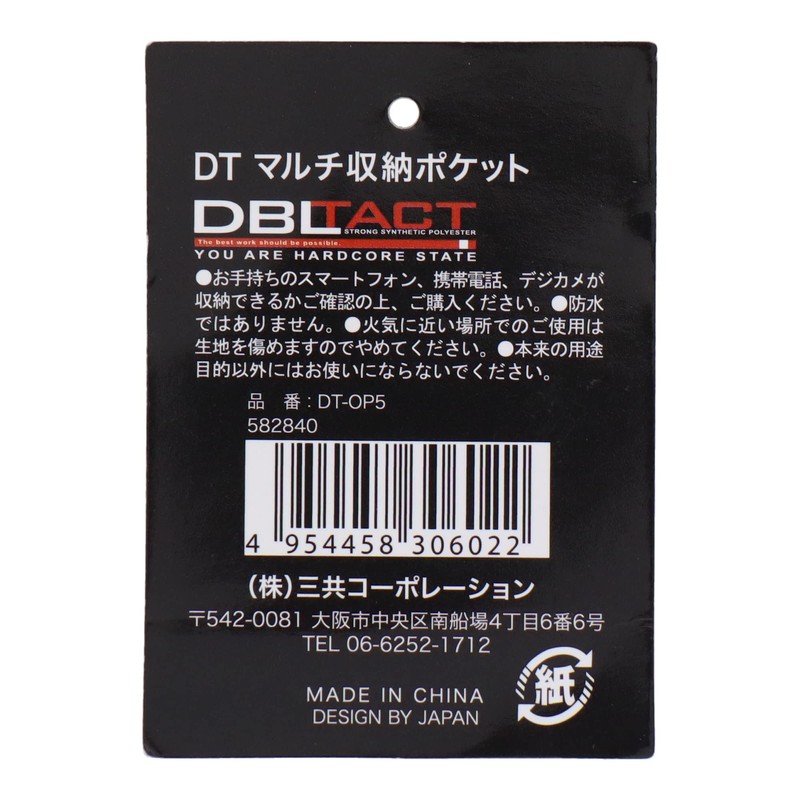 DT マルチ収納ポケット
DBLTACT
STRONG SYNTHETIC POLYESTER
The best work should be possible.
YOU ARE HARDCORE STATE
●お手持ちのスマートフォン、携帯電話、デジカメが
収納できるかご確認の上、ご購入ください。●防水
ではありません。●火気に近い場所でのご使用は
生地を傷めますのでやめてください。●本来の用途
目的以外にはお使いにならないでください。
品 番：DT-OP5
582840
4 954458 306022
（株）三共コーポレーション
〒542-0081 大阪市中央区南船場4丁目6番6号
TEL 06-6252-1712
紙
MADE IN CHINA
DESIGN BY JAPAN